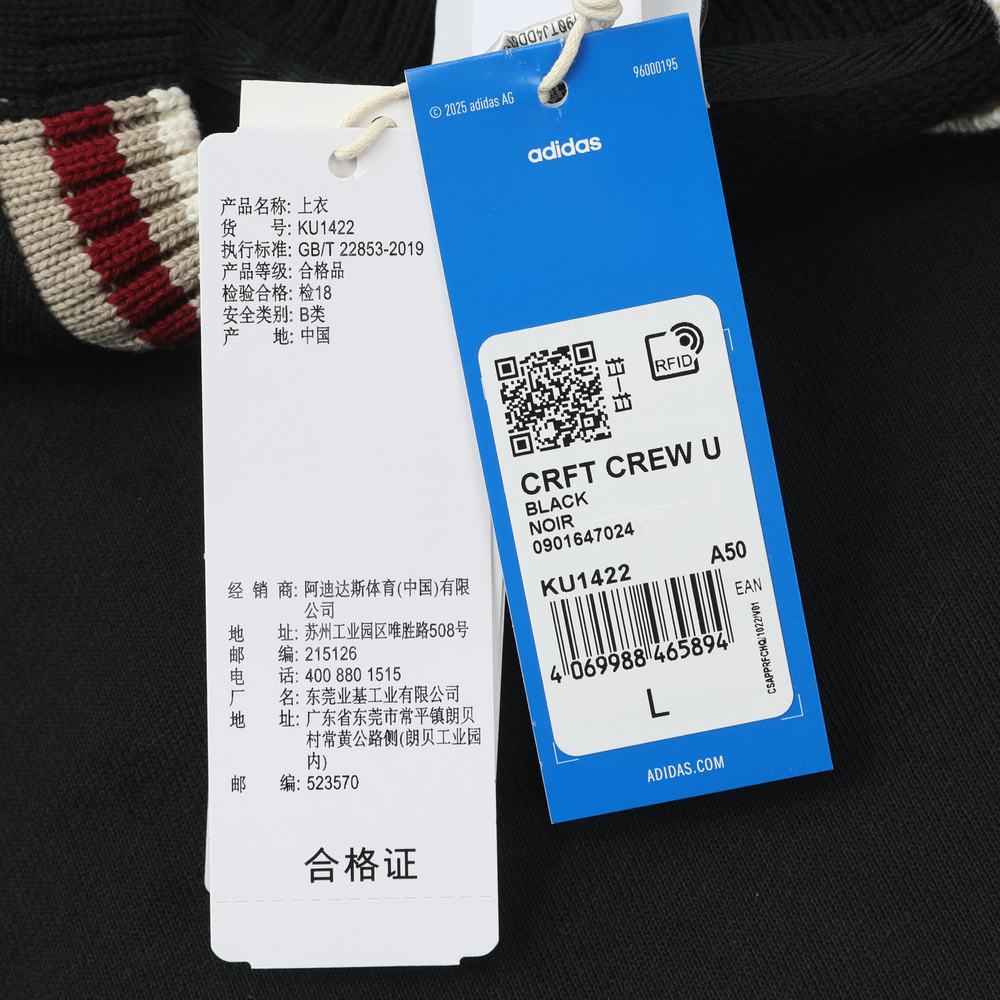 产品名称: 上衣
货 号: KU1422
执行标准: GB/T 22853-2019
产品等级: 合格品
检验合格: 检18
安全类别: B类
产 地: 中国
经 销 商: 阿迪达斯体育(中国)有限
公司
地 址: 苏州工业园区唯胜路508号
邮 编: 215126
电 话: 400 880 1515
厂 名: 东莞业基工业有限公司
地 址: 广东省东莞市常平镇朗贝
村常黄公路侧(朗贝工业园
内)
邮 编: 523570
合格证
© 2025 adidas AG
96000195
adidas
扫一扫
RFID
CRFT CREW U
BLACK
NOIR
0901647024
KU1422 A50
EAN
4 069988 465894
CSAPPRFCHQ/1022/V01
L
ADIDAS.COM